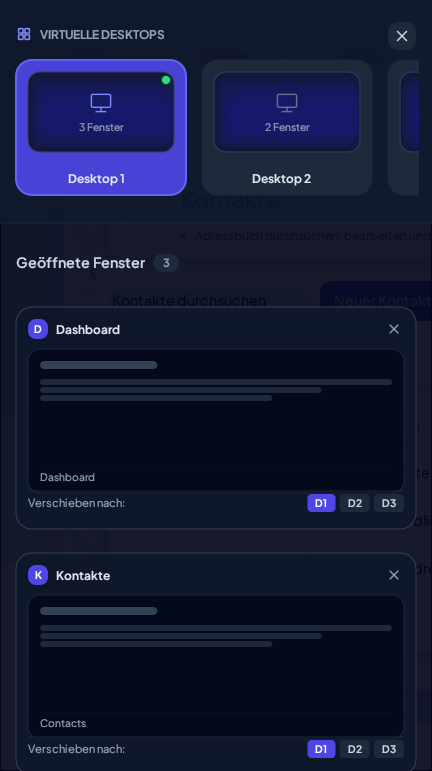 VIRTUELLE DESKTOPS
3 Fenster
2 Fenster
Desktop 1
Desktop 2
Kontakte
4 - Adressbuch durchsuchen, bearbeiten und
Geöffnete Fenster 3
Kontakte durchsuchen
Neuer Kontakt
D Dashboard
Dashboard
Verschieben nach: D1 D2 D3
K Kontakte
Contacts
Verschieben nach: D1 D2 D3